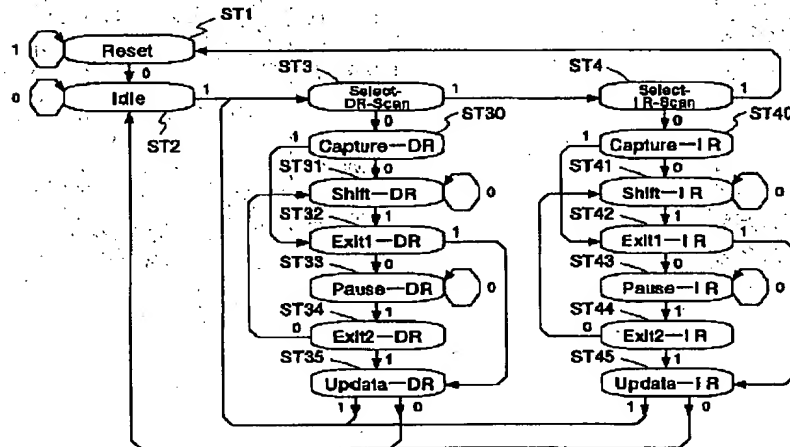 ST1
1 Reset
0
ST3
ST4
0 Idle 1
Select-
DR-Scan
1
Select-
IR-Scan
1
ST2
0 ST30
0 ST40
1 Capture-DR
1 Capture-IR
ST31 0
ST41 0
Shift-DR 0
Shift-IR 0
ST32 1
ST42 1
Exit1-DR 1
Exit1-IR 1
ST33 0
ST43 0
Pause-DR 0
Pause-IR 0
ST34 1
ST44 1
0 Exit2-DR
0 Exit2-IR
ST35 1
ST45 1
Updata-DR
Updata-IR
1 0
1 0